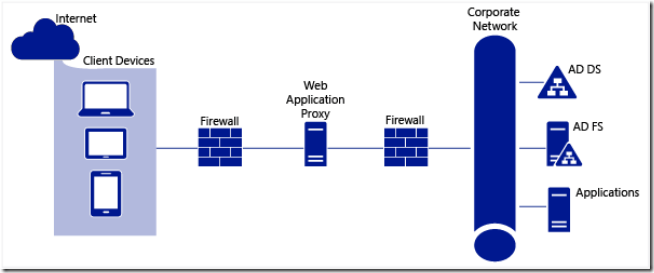 Internet
Client Devices
Firewall
Web
Application
Proxy
Firewall
Corporate
Network
AD DS
AD FS
Applications